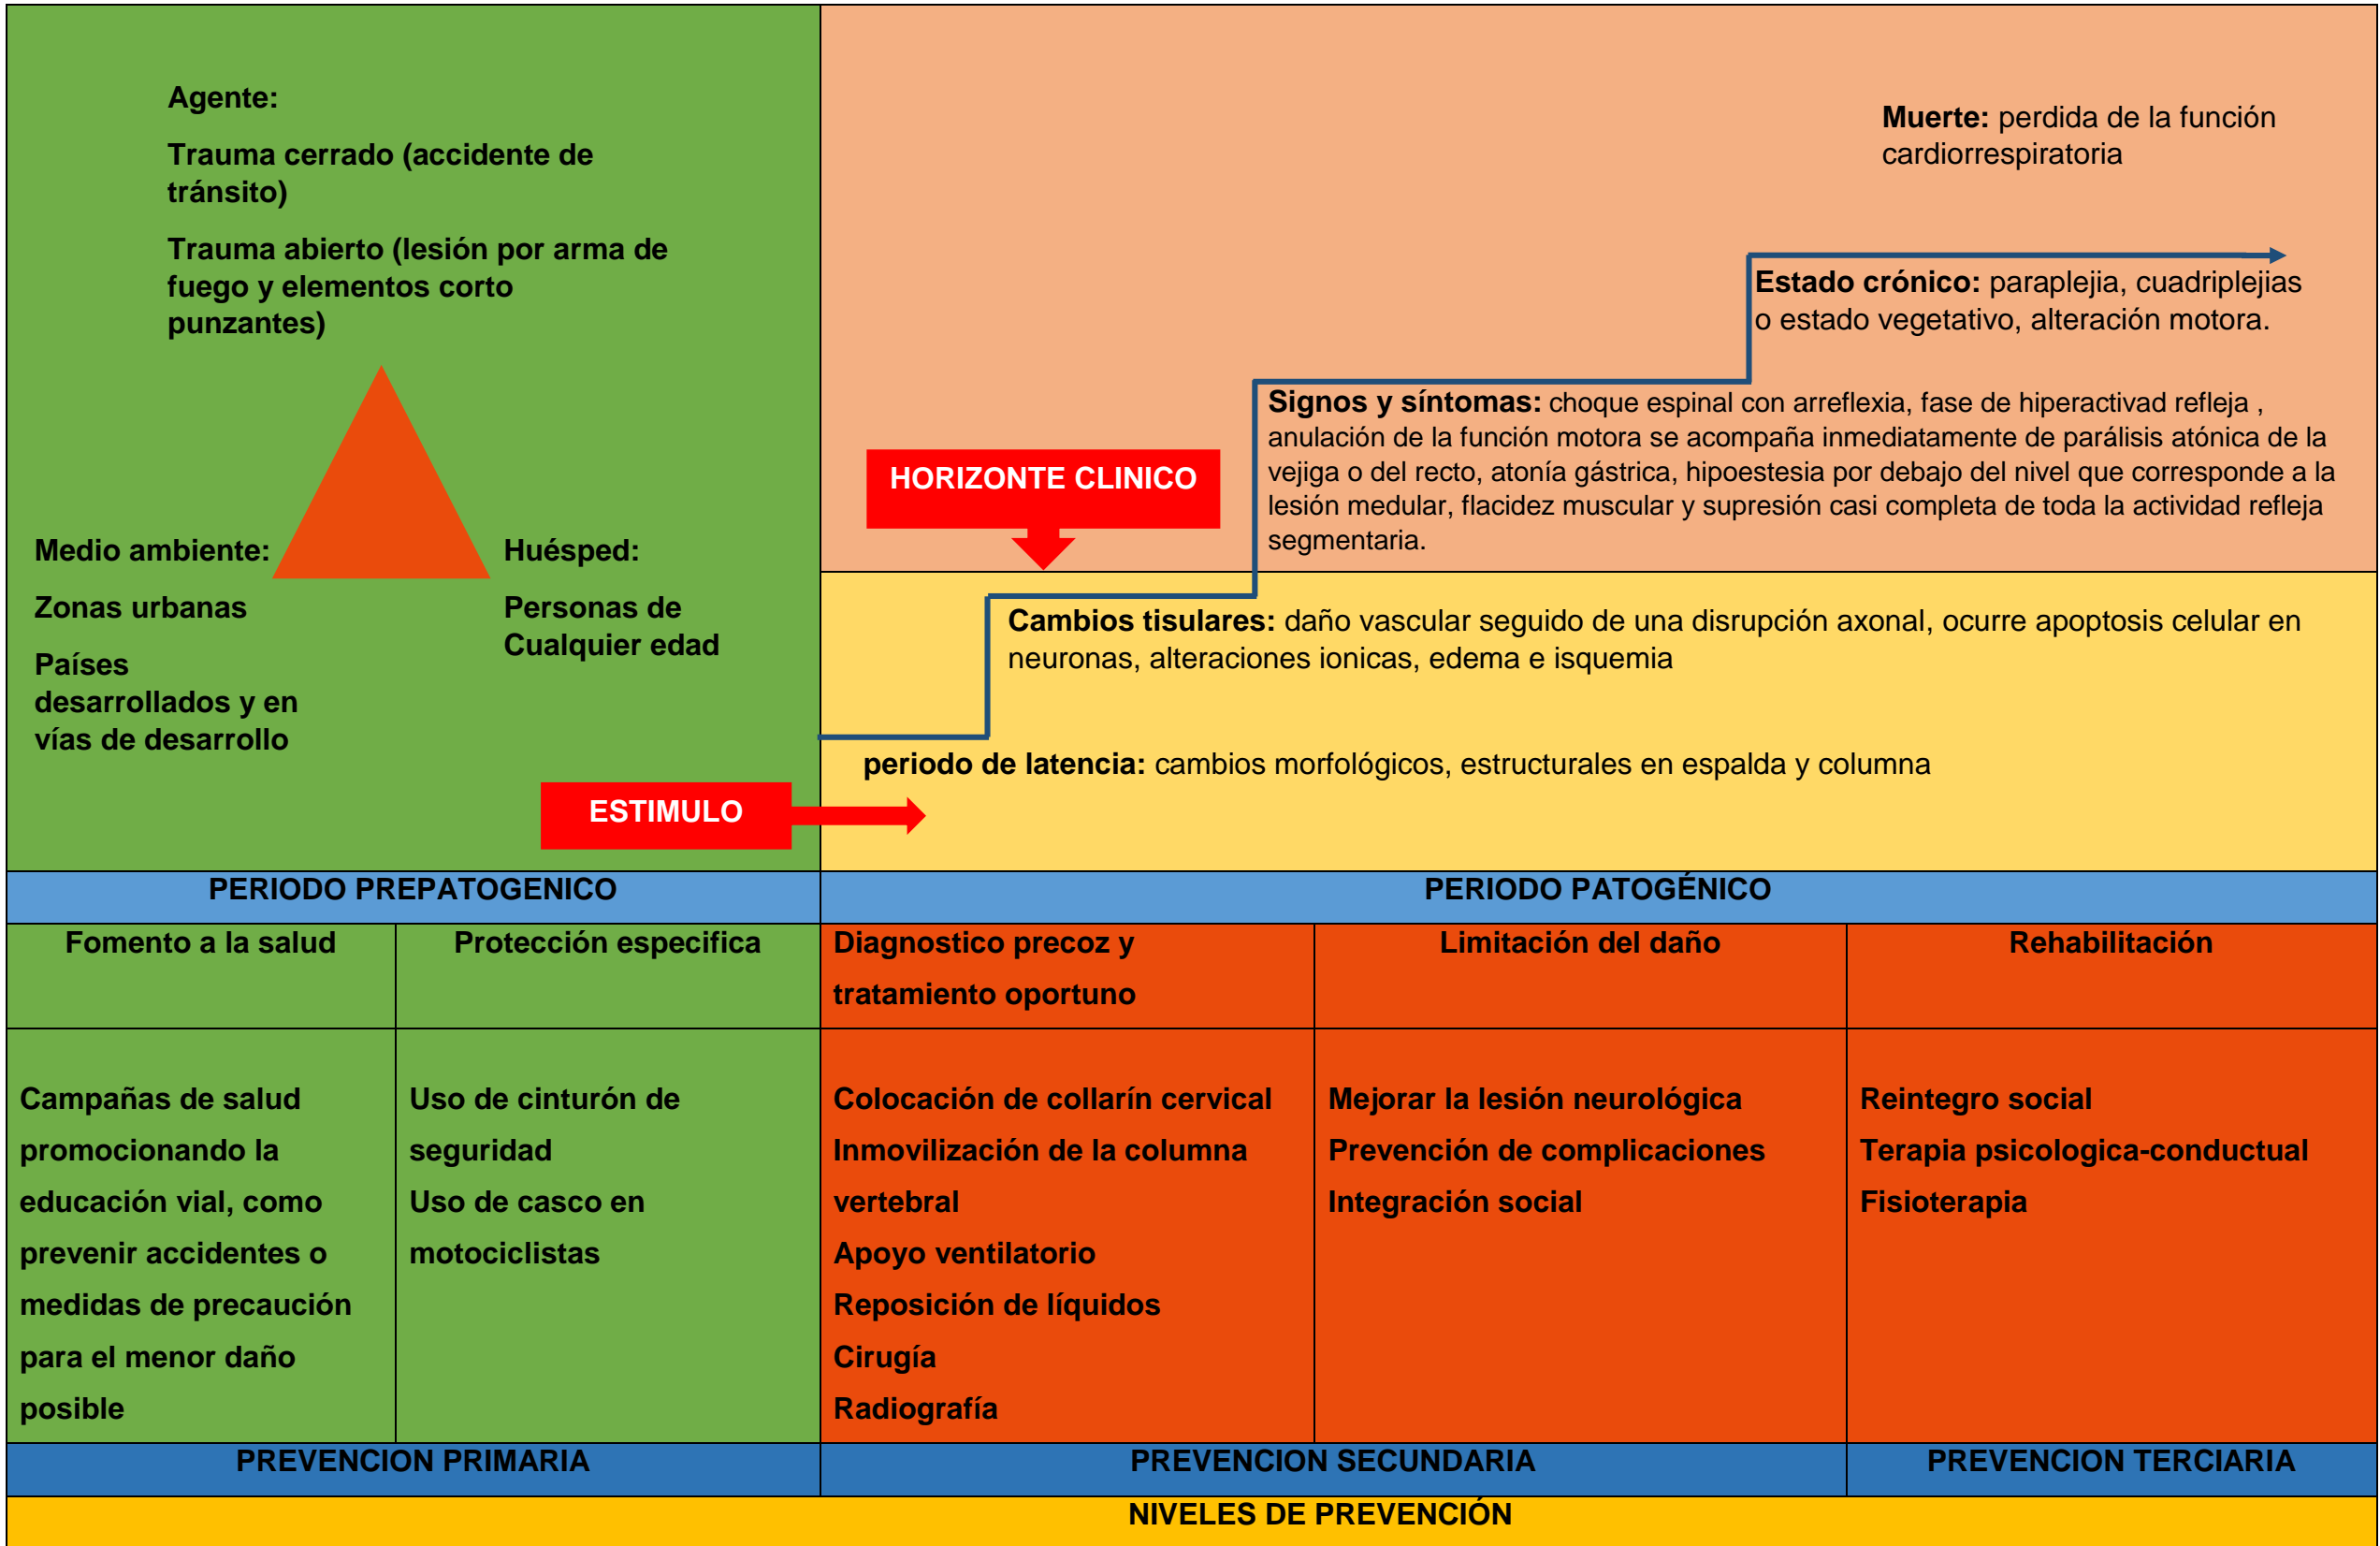 Agente:
Trauma cerrado (accidente de
tránsito)
Trauma abierto (lesión por arma de
fuego y elementos corto
punzantes)
Medio ambiente:
Zonas urbanas
Países
desarrollados y en
vías de desarrollo
Huésped:
Personas de
Cualquier edad
ESTIMULO
Muerte: perdida de la función
cardiorrespiratoria
Estado crónico: paraplejia, cuadriplejias
o estado vegetativo, alteración motora.
Signos y síntomas: choque espinal con arreflexia, fase de hiperactivad refleja ,
anulación de la función motora se acompaña inmediatamente de parálisis atónica de la
vejiga o del recto, atonía gástrica, hipoestesia por debajo del nivel que corresponde a la
lesión medular, flacidez muscular y supresión casi completa de toda la actividad refleja
segmentaria.
HORIZONTE CLINICO
Cambios tisulares: daño vascular seguido de una disrupción axonal, ocurre apoptosis celular en
neuronas, alteraciones ionicas, edema e isquemia
periodo de latencia: cambios morfológicos, estructurales en espalda y columna
PERIODO PREPATOGENICO
PERIODO PATOGÉNICO
Fomento a la salud
Protección especifica
Diagnostico precoz y
tratamiento oportuno
Limitación del daño
Rehabilitación
Campañas de salud
promocionando la
educación vial, como
prevenir accidentes o
medidas de precaución
para el menor daño
posible
Uso de cinturón de
seguridad
Uso de casco en
motociclistas
Colocación de collarín cervical
Inmovilización de la columna
vertebral
Apoyo ventilatorio
Reposición de líquidos
Cirugía
Radiografía
Mejorar la lesión neurológica
Prevención de complicaciones
Integración social
Reintegro social
Terapia psicologica-conductual
Fisioterapia
PREVENCION PRIMARIA
PREVENCION SECUNDARIA
PREVENCION TERCIARIA
NIVELES DE PREVENCIÓN